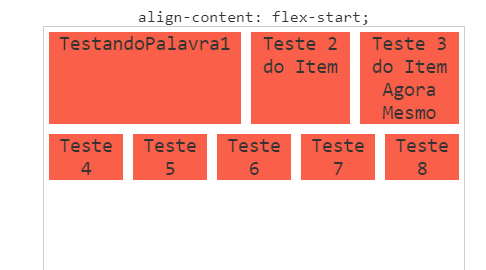 align-content: flex-start;
TestandoPalavra1
Teste 2
do Item
Teste 3
do Item
Agora
Mesmo
Teste
4
Teste
5
Teste
6
Teste
7
Teste
8